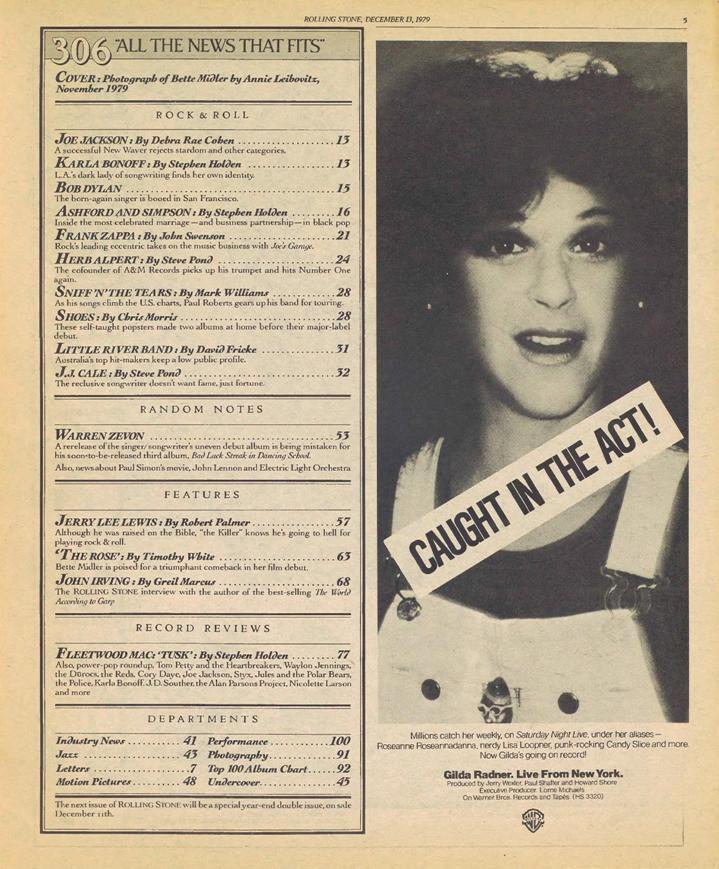 ROLLING STONE, DECEMBER 13, 1979
5
306 "ALL THE NEWS THAT FITS"
COVER: Photograph of Bette Midler by Annie Leibovitz,
November 1979
ROCK & ROLL
JOE JACKSON: By Debra Rae Cohen ....................13
A successful New Waver rejects stardom and other categories.
KARLA BONOFF: By Stephen Holden ....................13
L.A.'s dark lady of songwriting finds her own identity.
BOB DYLAN ....................15
The born-again singer is booed in San Francisco.
ASHFORD AND SIMPSON: By Stephen Holden ........16
Inside the most celebrated marriage—and business partnership—in black pop
FRANK ZAPPA: By John Swenson ....................21
Rock's leading eccentric takes on the music business with Joe's Garage.
HERB ALPERT: By Steve Pond ....................24
The cofounder of A&M Records picks up his trumpet and hits Number One
again.
SNIFF 'N' THE TEARS: By Mark Williams ............28
As his songs climb the U.S. charts, Paul Roberts gears up his band for touring.
SHOES: By Chris Morris ....................28
These self-taught popsters made two albums at home before their major-label
debut.
LITTLE RIVER BAND: By David Fricke ............31
Australia's top hit-makers keep a low public profile.
J.J. CALE: By Steve Pond ....................32
The reclusive songwriter doesn't want fame, just fortune.
RANDOM NOTES
WARREN ZEVON ....................53
A rerelease of the singer/songwriter's uneven debut album is being mistaken for
his soon-to-be-released third album, Bad Luck Streak in Dancing School.
Also, news about Paul Simon's movie, John Lennon and Electric Light Orchestra
FEATURES
JERRY LEE LEWIS: By Robert Palmer ............57
Although he was raised on the Bible, "the Killer" knows he's going to hell for
playing rock & roll.
'THE ROSE': By Timothy White ....................63
Bette Midler is poised for a triumphant comeback in her film debut.
JOHN IRVING: By Greil Marcus ....................68
The ROLLING STONE interview with the author of the best-selling The World
According to Garp
RECORD REVIEWS
FLEETWOOD MAC: 'TUSK': By Stephen Holden .........77
Also, power-pop roundup, Tom Petty and the Heartbreakers, Waylon Jennings,
the Durocs, the Reds, Cory Daye, Joe Jackson, Styx, Jules and the Polar Bears,
the Police, Karla Bonoff, J.D. Souther, the Alan Parsons Project, Nicolette Larson
and more
DEPARTMENTS
Industry News .......... 41 Performance ..........100
Jazz .......... 43 Photography .......... 91
Letters .......... 7 Top 100 Album Chart ..... 92
Motion Pictures .......... 48 Undercover .......... 45
The next issue of ROLLING STONE will be a special year-end double issue, on sale
December 11th.
CAUGHT IN THE ACT!
Millions catch her weekly, on Saturday Night Live, under her aliases—
Roseanne Roseannadanna, nerdy Lisa Loopner, punk-rocking Candy Slice and more.
Now Gilda's going on record!
Gilda Radner. Live From New York.
Produced by Jerry Wexler, Paul Shaffer and Howard Shore
Executive Producer: Lorne Michaels
On Warner Bros. Records and Tapes (HS 3320)